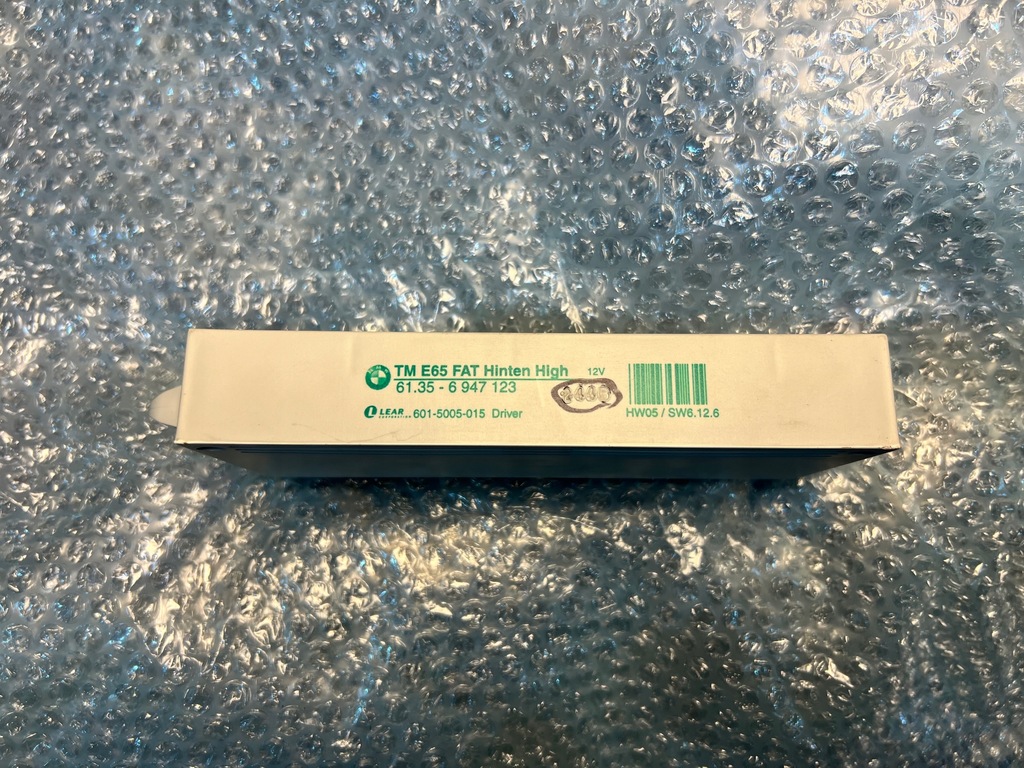 TM E65 FAT Hinten High 12V
61.35 - 6 947 123
LEAR CORPORATION 601-5005-015 Driver
HW05 / SW6.12.6